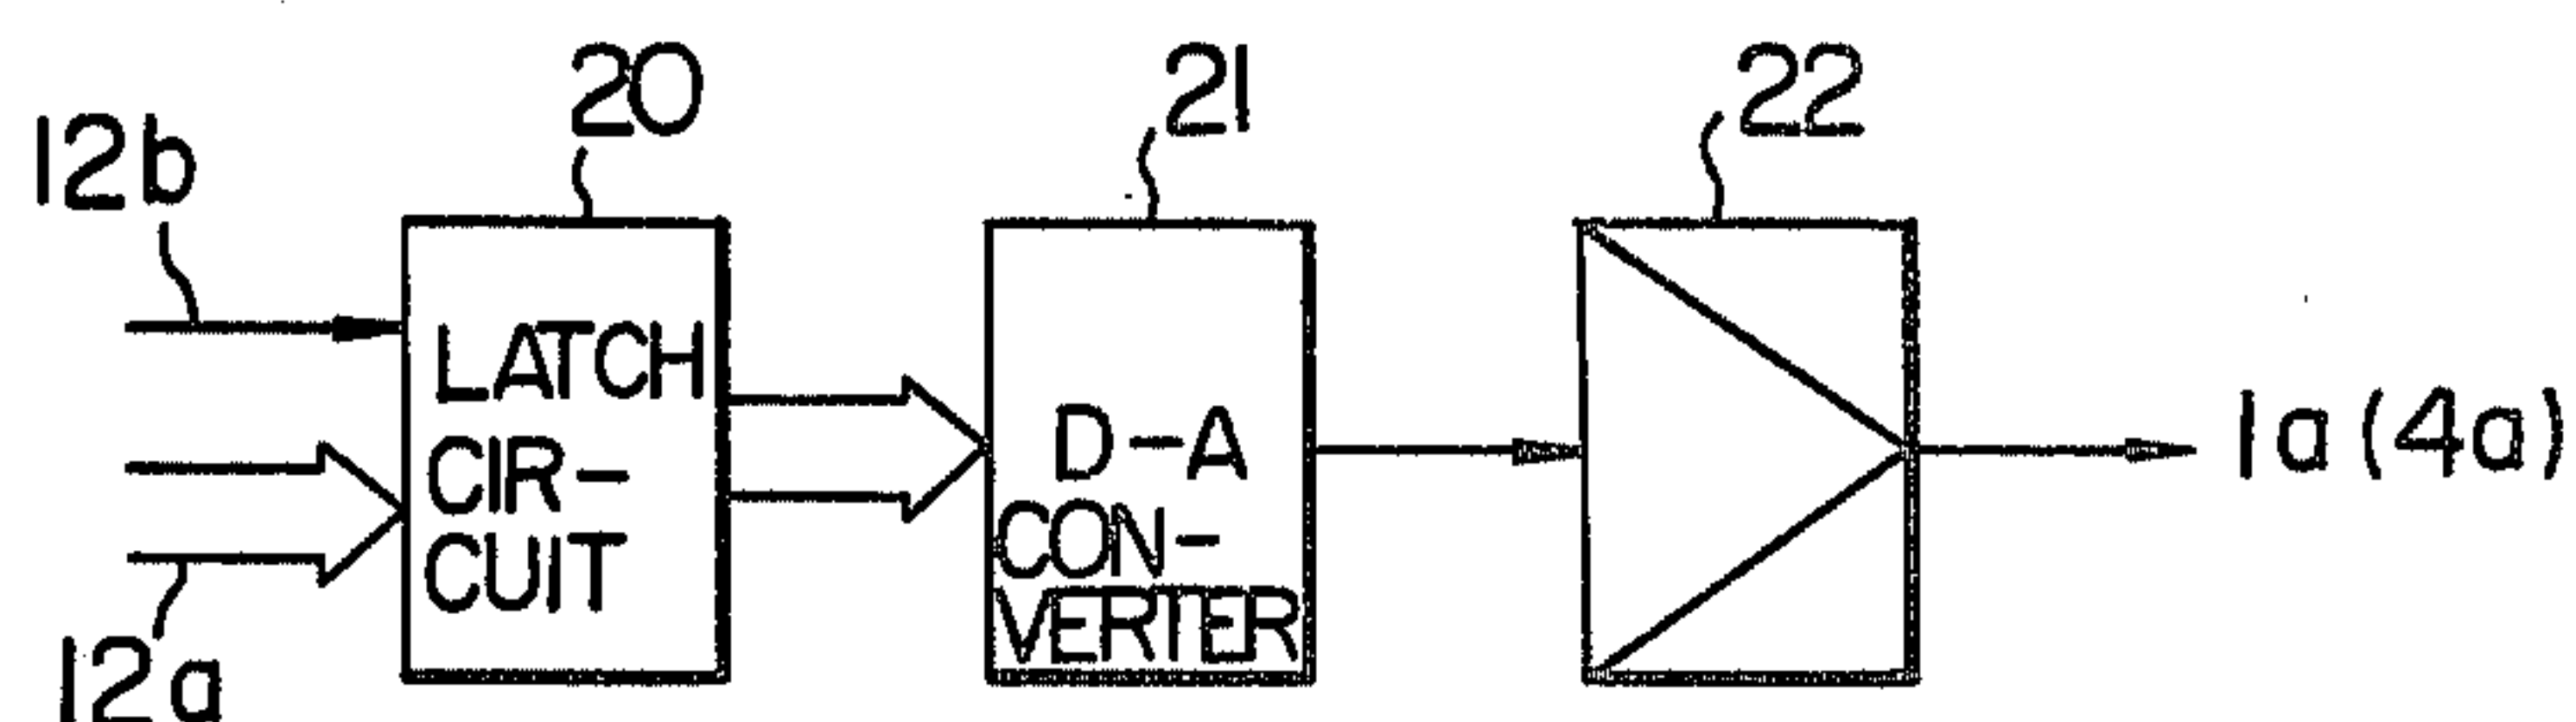 20
21
22
12b
LATCH
CIR-
CUIT
D-A
CON-
VERTER
1a (4a)
12a